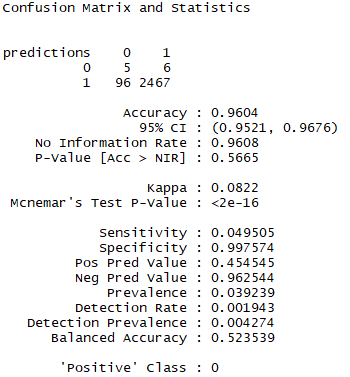 Confusion Matrix and Statistics
predictions 0 1
0 5 6
1 96 2467
Accuracy : 0.9604
95% CI : (0.9521, 0.9676)
No Information Rate : 0.9608
P-Value [Acc > NIR] : 0.5665
Kappa : 0.0822
Mcnemar's Test P-Value : <2e-16
Sensitivity : 0.049505
Specificity : 0.997574
Pos Pred Value : 0.454545
Neg Pred Value : 0.962544
Prevalence : 0.039239
Detection Rate : 0.001943
Detection Prevalence : 0.004274
Balanced Accuracy : 0.523539
'Positive' Class : 0